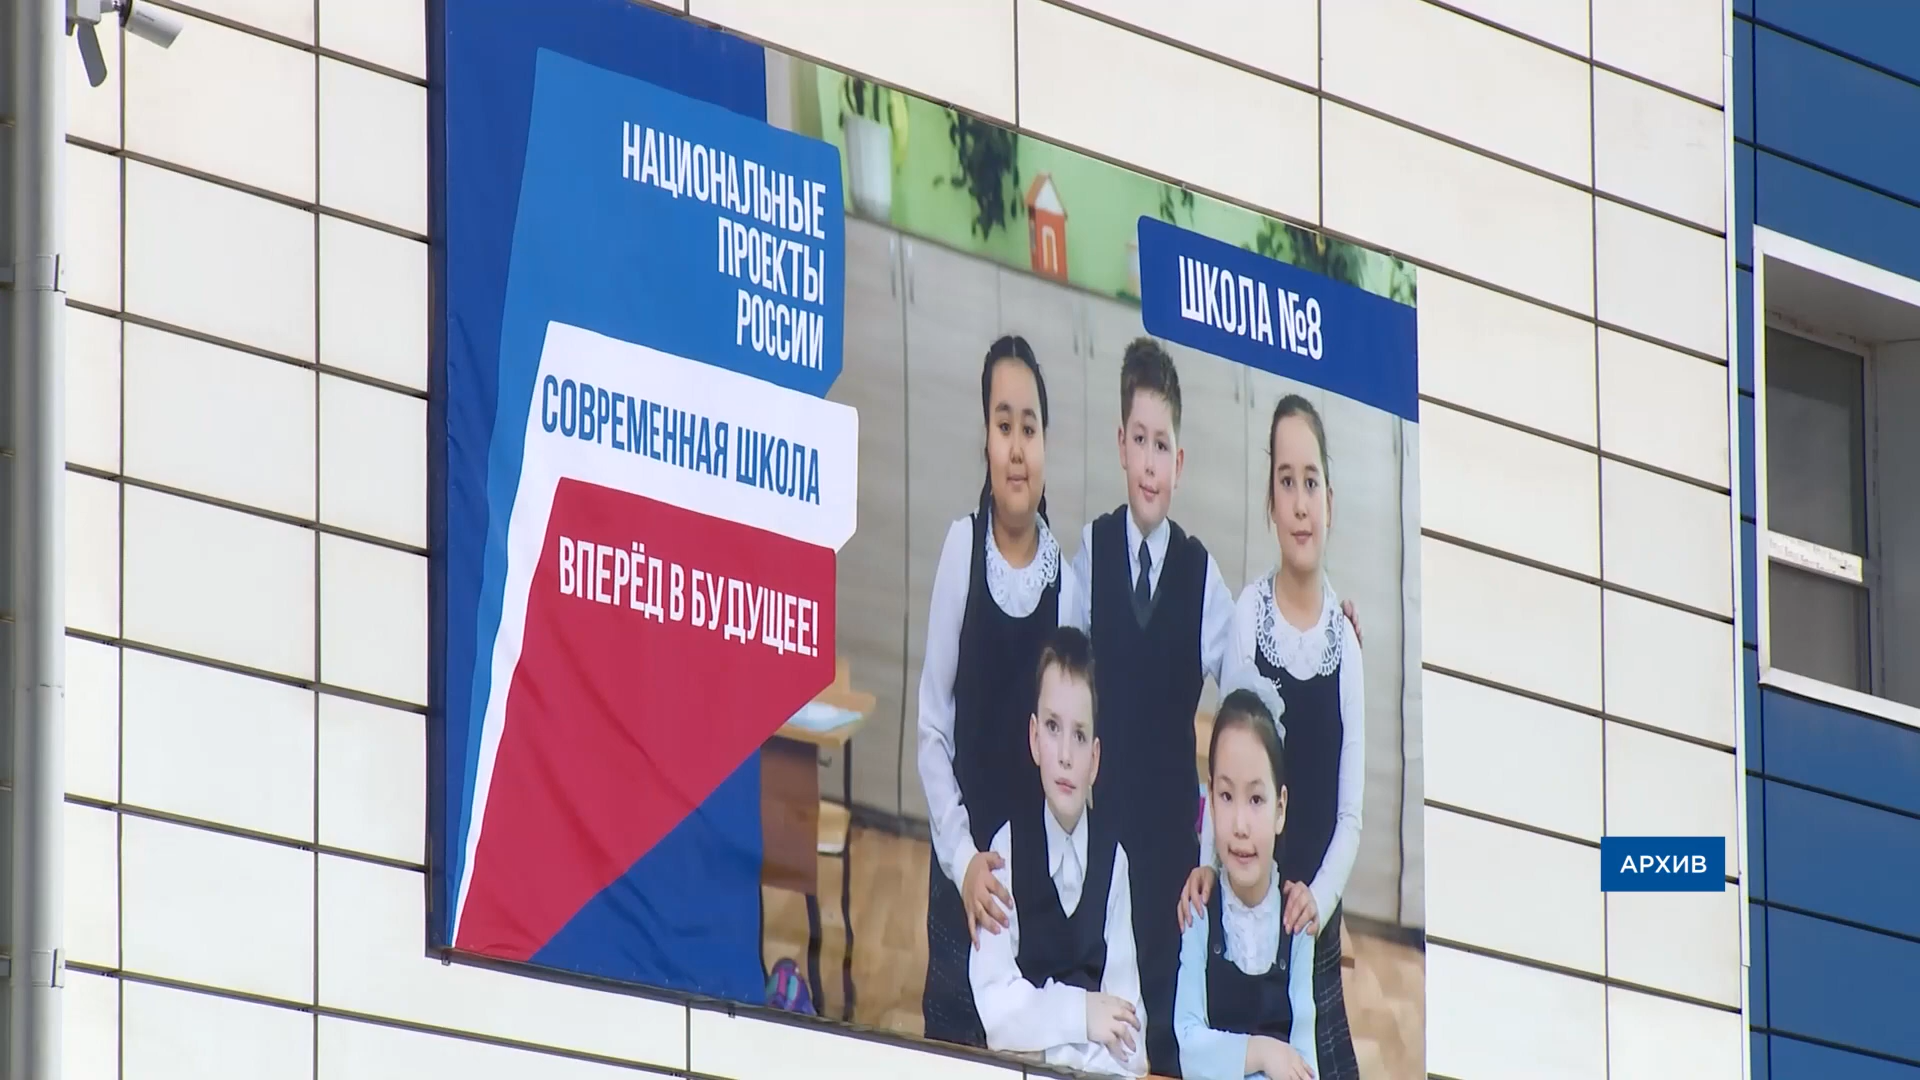 НАЦИОНАЛЬНЫЕ
ПРОЕКТЫ
РОССИИ
СОВРЕМЕННАЯ ШКОЛА
ВПЕРЁД В БУДУЩЕЕ!
ШКОЛА №8
АРХИВ